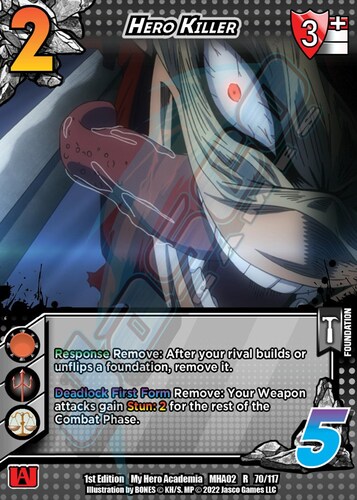 2
HERO KILLER
3+
Response Remove: After your rival builds or
unflips a foundation, remove it.
Deadlock First Form Remove: Your Weapon
attacks gain Stun: 2 for the rest of the
Combat Phase.
FOUNDATION
5
1st Edition My Hero Academia MHA02 R 70/117
Illustration by BONES © KH/S. MP © 2022 Jasco Games LLC